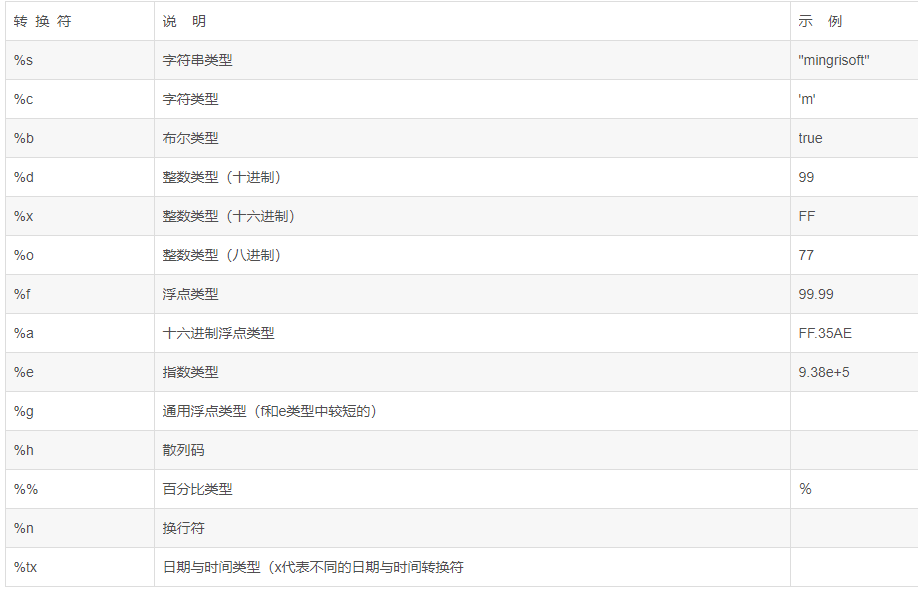 转 换 符 说 明 示 例
%s 字符串类型 "mingrisoft"
%c 字符类型 'm'
%b 布尔类型 true
%d 整数类型（十进制） 99
%x 整数类型（十六进制） FF
%o 整数类型（八进制） 77
%f 浮点类型 99.99
%a 十六进制浮点类型 FF.35AE
%e 指数类型 9.38e+5
%g 通用浮点类型（f和e类型中较短的）
%h 散列码
%% 百分比类型 %
%n 换行符
%tx 日期与时间类型（x代表不同的日期与时间转换符